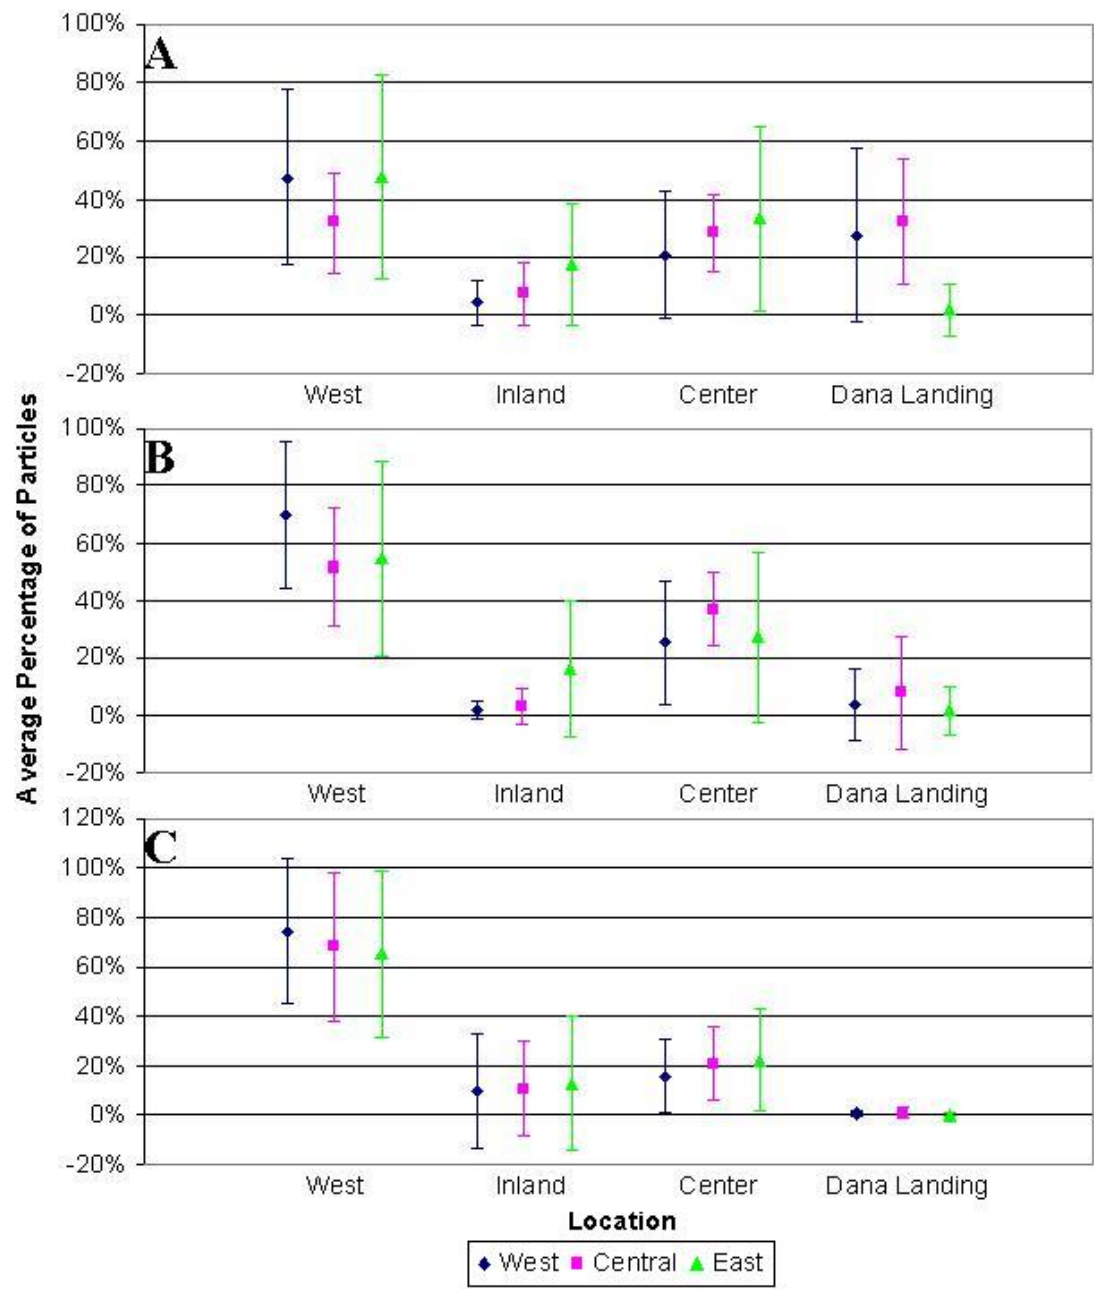 100%
A
80%
60%
40%
20%
0%
-20%
West Inland Center Dana Landing
100%
B
80%
60%
40%
20%
0%
-20%
West Inland Center Dana Landing
120%
C
100%
80%
60%
40%
20%
0%
-20%
West Inland Center Dana Landing
Average Percentage of Particles
Location
West Central East